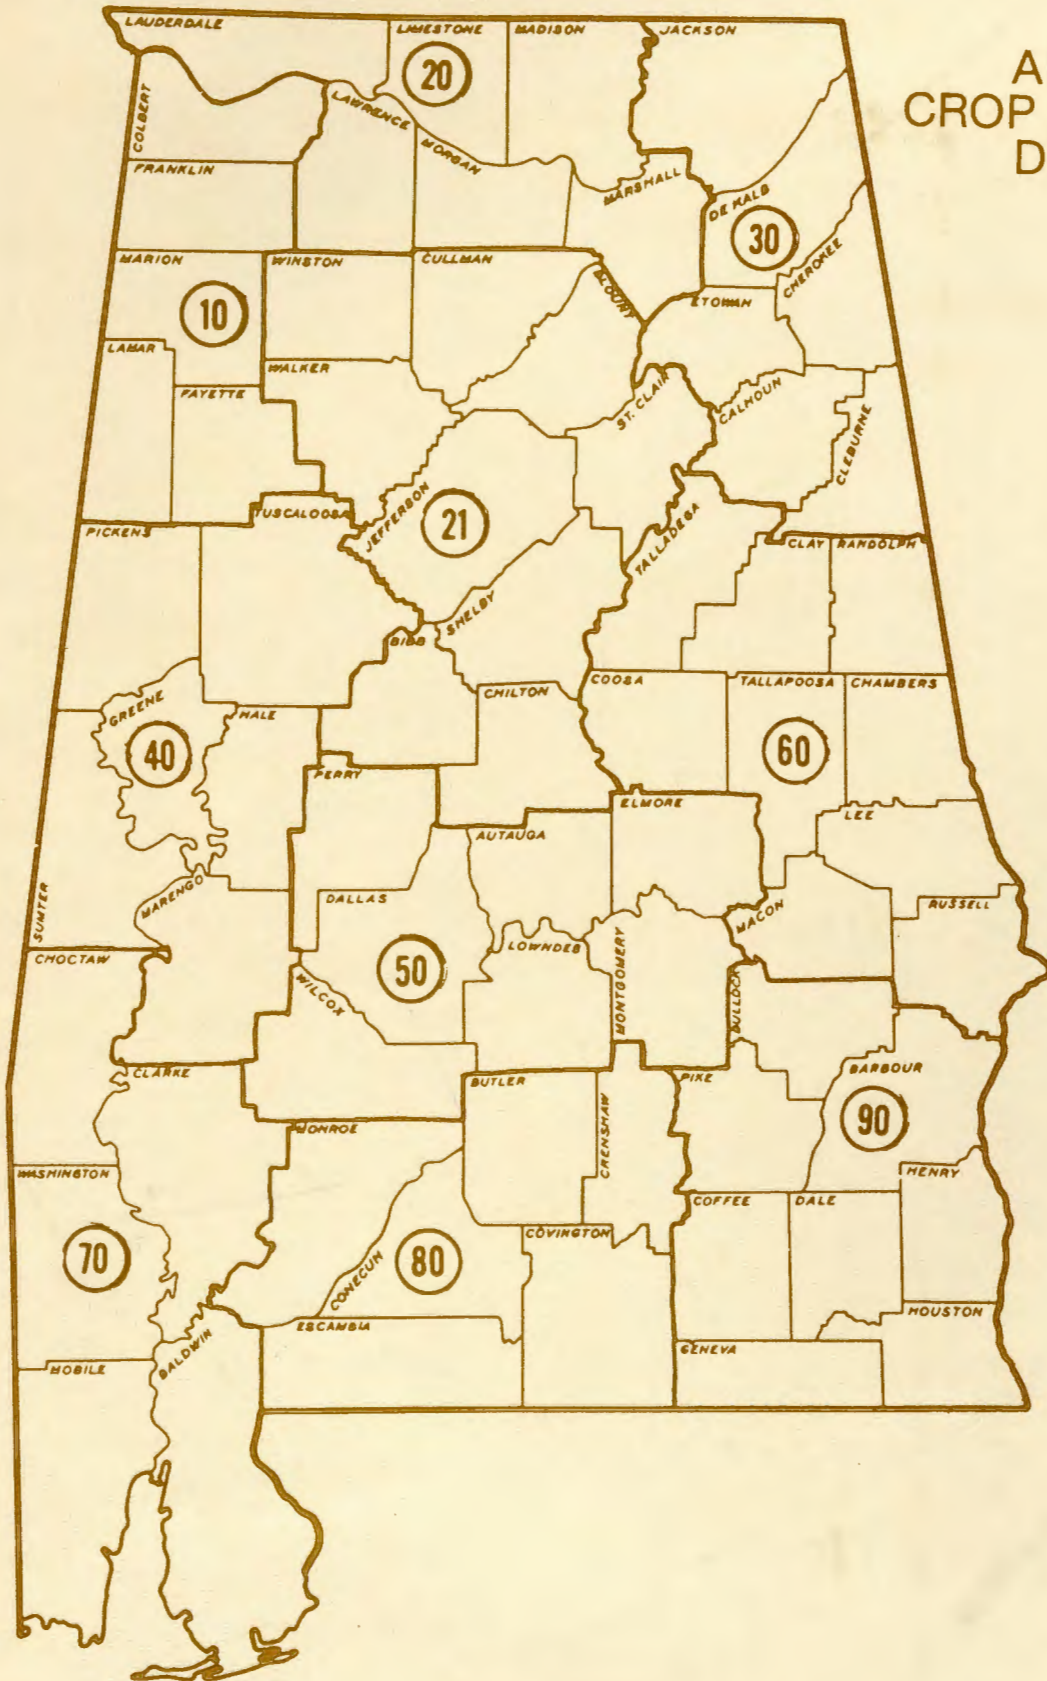 A
CROP
D
LAUDERDALE
LIMESTONE
MADISON
JACKSON
20
COLBERT
LAWRENCE
MORGAN
FRANKLIN
MARSHALL
DE KALB
30
CHEROKEE
MARION
WINSTON
CULLMAN
BLOUNT
ETOWAH
10
LAMAR
WALKER
FAYETTE
ST. CLAIR
CALHOUN
CLEBURNE
TUSCALOOSA
JEFFERSON
21
PICKENS
TALLADEGA
CLAY
RANDOLPH
BIBB
SHELBY
GREENE
HALE
CHILTON
COOSA
TALLAPOOSA
CHAMBERS
40
60
PERRY
ELMORE
LEE
AUTAUGA
SUMTER
MARENGO
DALLAS
MACON
RUSSELL
CHOCTAW
WILCOX
50
LOWNDES
MONTGOMERY
BULLOCK
CLARKE
BUTLER
CRENSHAW
PIKE
BARBOUR
90
MONROE
WASHINGTON
HENRY
COFFEE
DALE
70
CONECUH
80
COVINGTON
ESCAMBIA
HOUSTON
MOBILE
BALDWIN
GENEVA